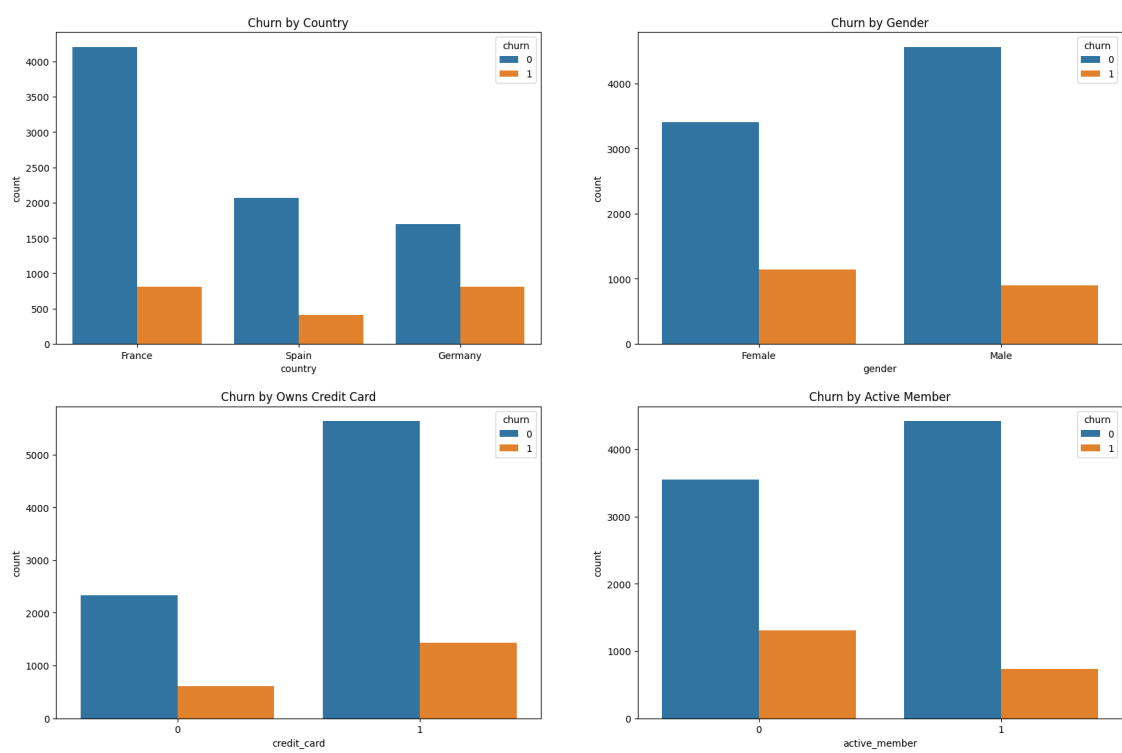 Churn by Country
churn
0
1
4000
3500
3000
2500
2000
1500
1000
500
0
count
France Spain Germany
country
Churn by Gender
churn
0
1
4000
3000
2000
1000
0
count
Female Male
gender
Churn by Owns Credit Card
churn
0
1
5000
4000
3000
2000
1000
0
count
0 1
credit_card
Churn by Active Member
churn
0
1
4000
3000
2000
1000
0
count
0 1
active_member